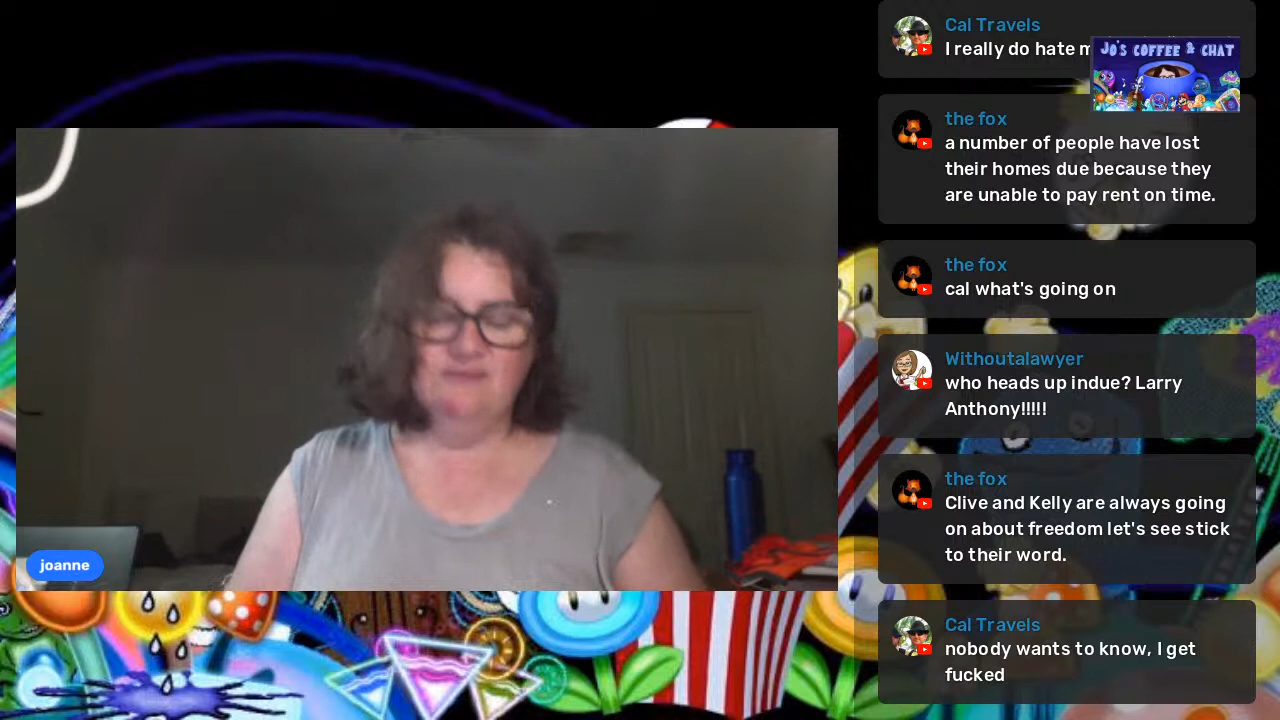 Cal Travels
I really do hate m
JO'S COFFEE & CHAT
the fox
a number of people have lost
their homes due because they
are unable to pay rent on time.
the fox
cal what's going on
Withoutalawyer
who heads up indue? Larry
Anthony!!!!!
the fox
Clive and Kelly are always going
on about freedom let's see stick
to their word.
Cal Travels
nobody wants to know, I get
fucked
joanne